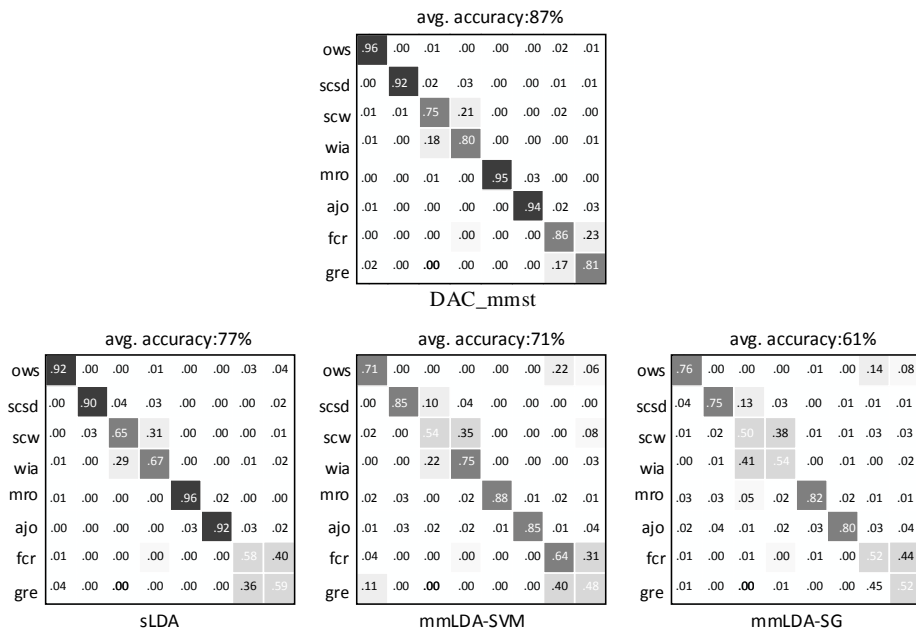 avg. accuracy:87%
ows .96 .00 .01 .00 .00 .00 .02 .01
scsd .00 .92 .02 .03 .00 .00 .01 .01
scw .01 .01 .75 .21 .00 .00 .02 .00
wia .01 .00 .18 .80 .00 .00 .00 .01
mro .00 .00 .01 .00 .95 .03 .00 .00
ajo .01 .00 .00 .00 .00 .94 .02 .03
fcr .00 .00 .00 .00 .00 .00 .86 .23
gre .02 .00 .00 .00 .00 .00 .17 .81
DAC_mmst
avg. accuracy:77%
ows .92 .00 .00 .01 .00 .00 .03 .04
scsd .00 .90 .04 .03 .00 .00 .00 .02
scw .00 .03 .65 .31 .00 .00 .00 .00
wia .01 .00 .29 .67 .00 .00 .01 .02
mro .01 .00 .00 .00 .96 .02 .00 .00
ajo .00 .00 .00 .00 .03 .92 .03 .02
fcr .01 .00 .00 .00 .00 .00 .58 .40
gre .04 .00 .00 .00 .00 .00 .36 .59
sLDA
avg. accuracy:71%
ows .71 .00 .00 .00 .00 .00 .22 .06
scsd .00 .85 .10 .04 .00 .00 .00 .00
scw .02 .00 .54 .35 .00 .00 .00 .08
wia .00 .00 .22 .75 .00 .00 .00 .03
mro .02 .03 .00 .02 .88 .01 .02 .01
ajo .01 .03 .02 .02 .01 .85 .01 .04
fcr .04 .00 .00 .00 .00 .00 .64 .31
gre .11 .00 .00 .00 .00 .00 .40 .48
mmLDA-SVM
avg. accuracy:61%
ows .76 .00 .00 .00 .01 .00 .14 .08
scsd .04 .75 .13 .03 .00 .01 .01 .01
scw .01 .02 .50 .38 .01 .01 .03 .03
wia .00 .01 .41 .54 .01 .00 .00 .02
mro .03 .03 .05 .02 .82 .02 .01 .01
ajo .02 .04 .01 .02 .03 .80 .03 .04
fcr .01 .00 .01 .00 .01 .01 .52 .44
gre .01 .00 .00 .01 .00 .00 .45 .52
mmLDA-SG